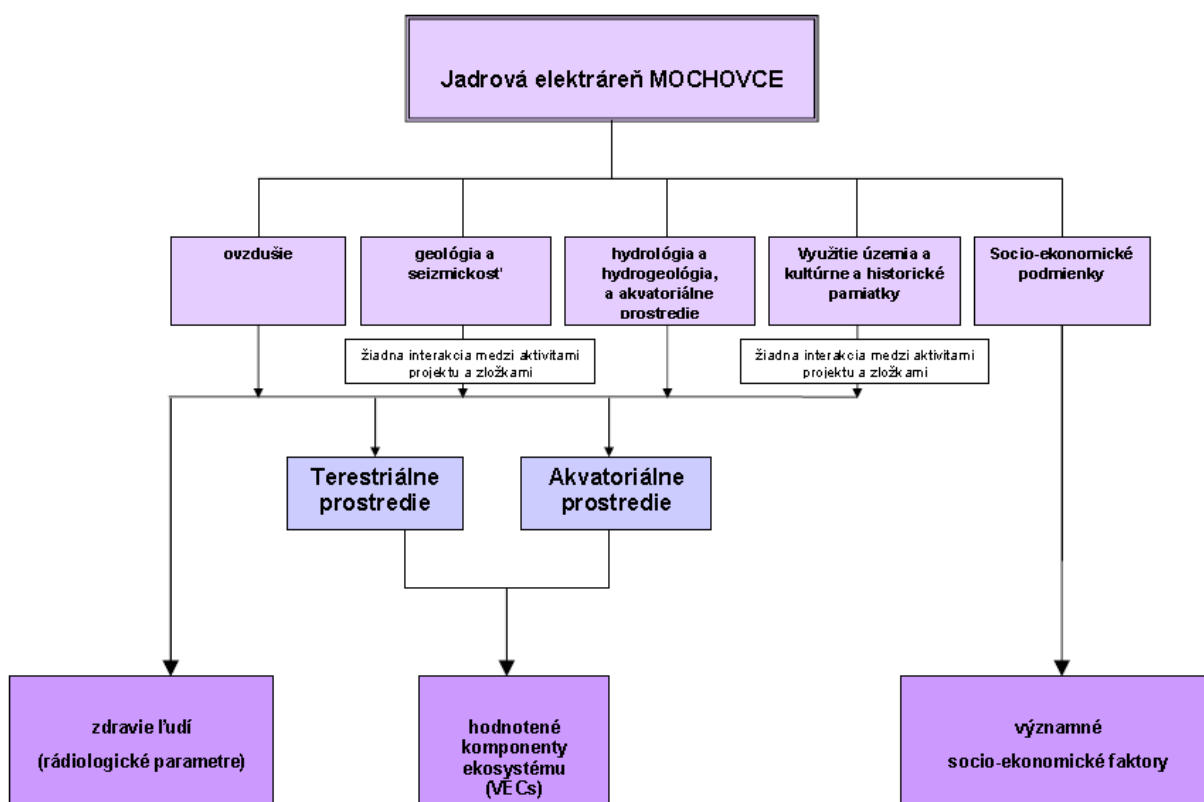 Jadrová elektráreň MOCHOVCE
ovzdušie
geológia a
seizmickosť
hydrológia a
hydrogeológia,
a akvatoriálne
prostredie
Využitie územia a
kultúrne a historické
pamiatky
Socio-ekonomické
podmienky
žiadna interakcia medzi aktivitami
projektu a zložkami
žiadna interakcia medzi aktivitami
projektu a zložkami
Terestriálne
prostredie
Akvatoriálne
prostredie
zdravie ľudí
(rádiologické parametre)
hodnotené
komponenty
ekosystému
(VECs)
významné
socio-ekonomické faktory